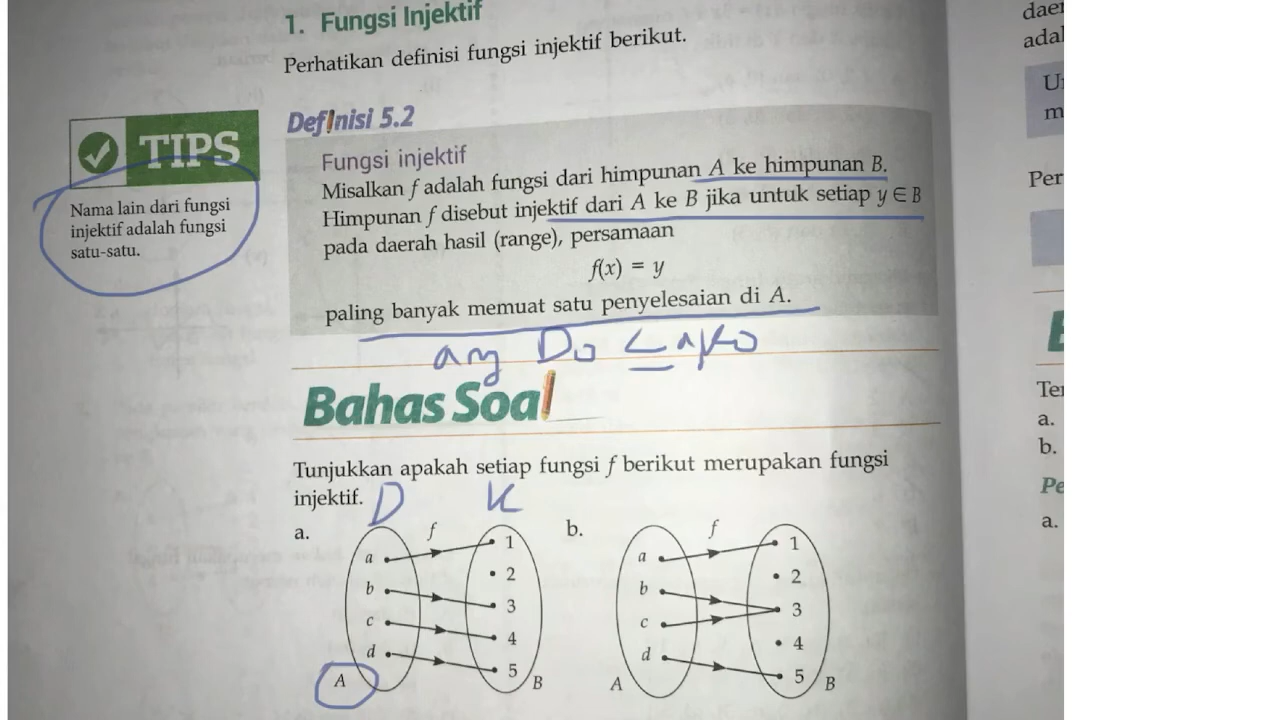 1. Fungsi Injektif
Perhatikan definisi fungsi injektif berikut.
Definisi 5.2
TIPS
Nama lain dari fungsi
injektif adalah fungsi
satu-satu.
Fungsi injektif
Misalkan f adalah fungsi dari himpunan A ke himpunan B.
Himpunan f disebut injektif dari A ke B jika untuk setiap y ∈ B
pada daerah hasil (range), persamaan
f(x) = y
paling banyak memuat satu penyelesaian di A.
Bahas Soal
Tunjukkan apakah setiap fungsi f berikut merupakan fungsi
injektif.
D K
a. f
a 1
2
b 3
c 4
d 5
A B
b. f
a 1
2
b 3
c 4
d 5
A B
Per
a.
b.
Pe
a.